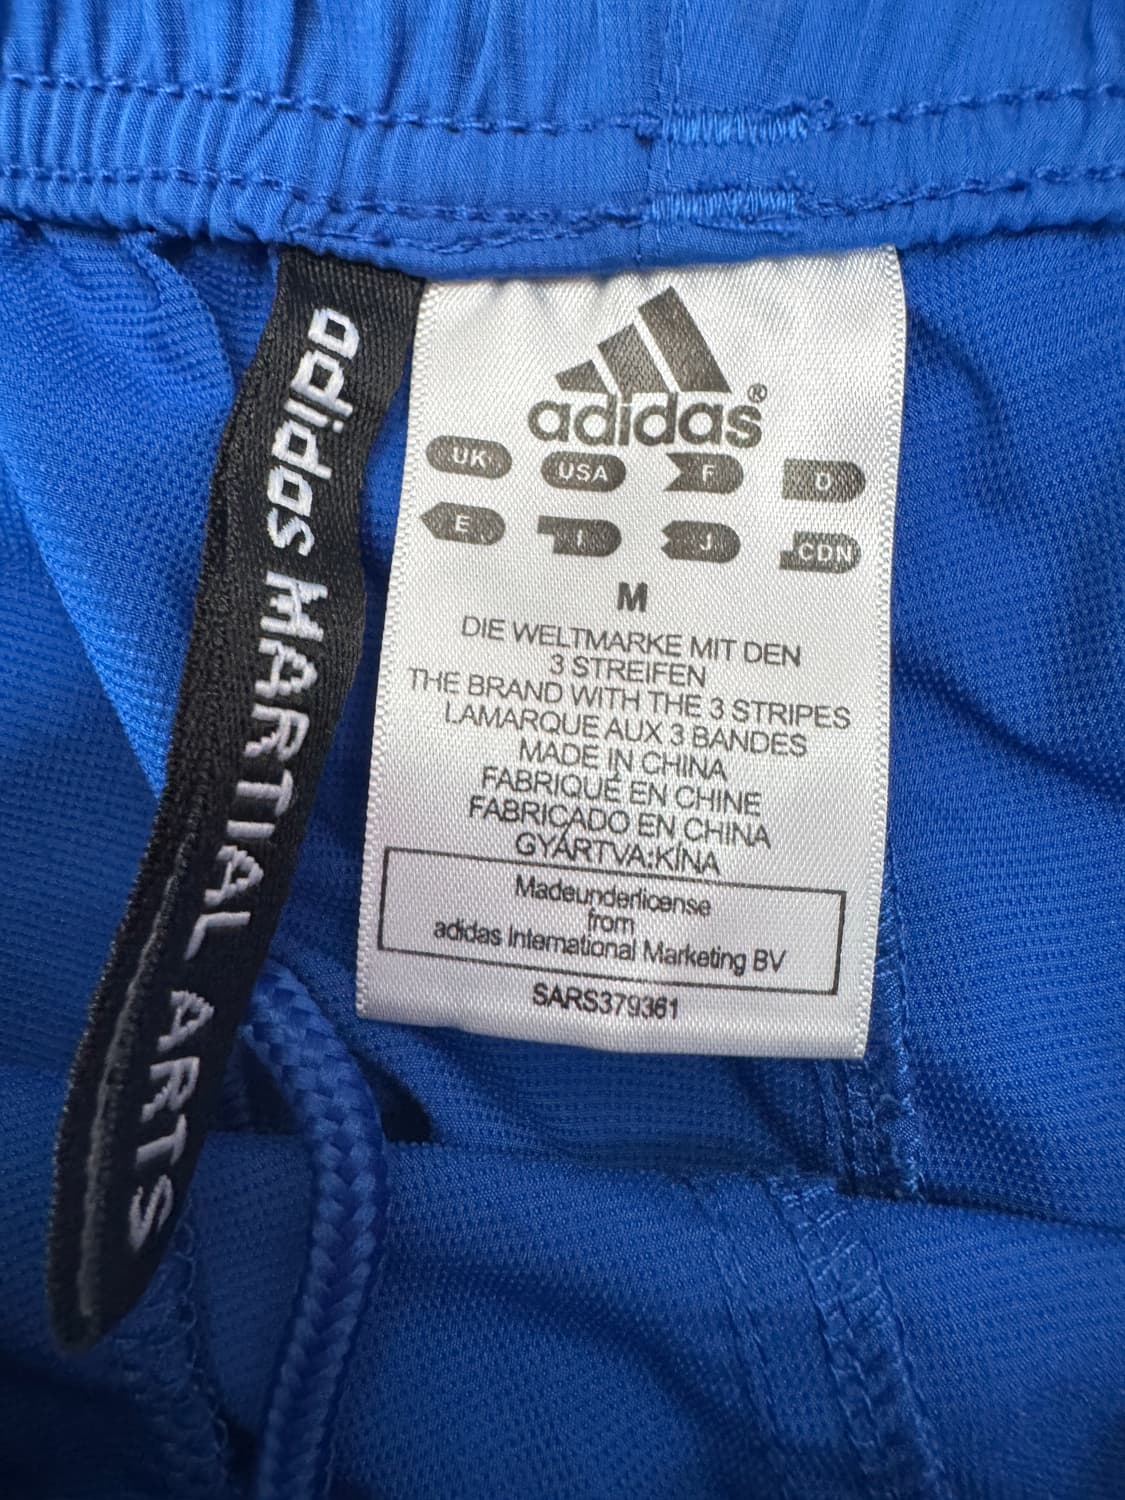 adidas MARTIAL ARTS
adidas®
UK USA F D
E I J CDN
M
DIE WELTMARKE MIT DEN
3 STREIFEN
THE BRAND WITH THE 3 STRIPES
LAMARQUE AUX 3 BANDES
MADE IN CHINA
FABRIQUÉ EN CHINE
FABRICADO EN CHINA
GYÁRTVA:KÍNA
Madeunderlicense
from
adidas International Marketing BV
SARS379361